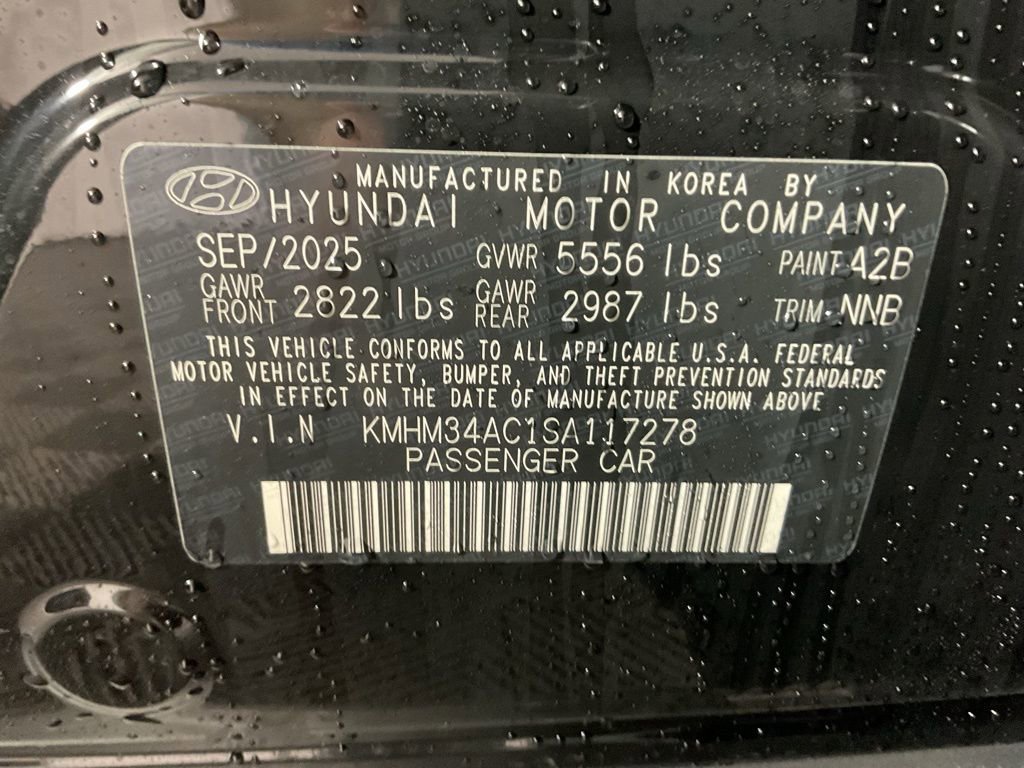 MANUFACTURED IN KOREA BY
HYUNDAI MOTOR COMPANY
SEP/2025 GVWR 5556 lbs PAINT A2B
GAWR FRONT 2822 lbs GAWR REAR 2987 lbs TRIM NNB
THIS VEHICLE CONFORMS TO ALL APPLICABLE U.S.A. FEDERAL
MOTOR VEHICLE SAFETY, BUMPER, AND THEFT PREVENTION STANDARDS
IN EFFECT ON THE DATE OF MANUFACTURE SHOWN ABOVE
V.I.N KMHM34AC1SA117278
PASSENGER CAR